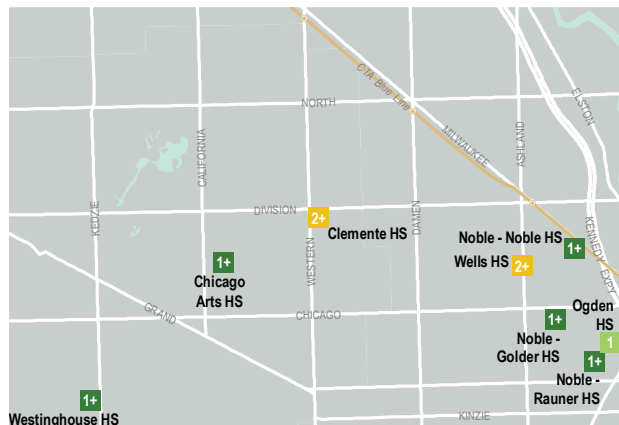 CTA Blue Line
NORTH
MILWAUKEE
ELSTON
CALIFORNIA
ASHLAND
KEDZIE
DAMEN
WESTERN
DIVISION
2+
Clemente HS
Noble - Noble HS
1+
Wells HS
2+
KENNEDY EXPY
1+
Chicago
Arts HS
GRAND
CHICAGO
Ogden
HS
1
1+
Noble -
Golder HS
1+
Noble -
Rauner HS
1+
Westinghouse HS
KINZIE